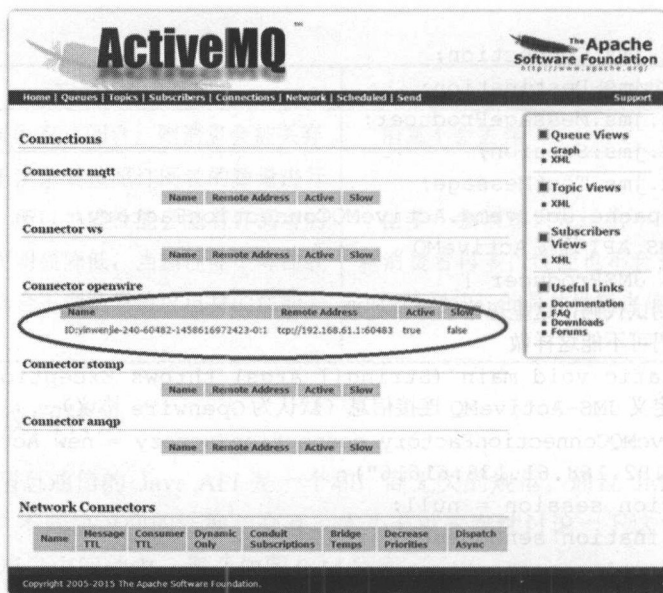 ActiveMQ
™
The Apache
Software Foundation
http://www.apache.org/
Home | Queues | Topics | Subscribers | Connections | Network | Scheduled | Send
Support
Connections
Connector mqtt
Name Remote Address Active Slow
Connector ws
Name Remote Address Active Slow
Connector openwire
Name Remote Address Active Slow
ID:yinwenjie-240-60482-1458616972423-0:1 tcp://192.168.61.1:60483 true false
Connector stomp
Name Remote Address Active Slow
Connector amqp
Name Remote Address Active Slow
Network Connectors
Name Message TTL Consumer TTL Dynamic Only Conduit Subscriptions Bridge Temps Decrease Priorities Dispatch Async
Queue Views
Graph
XML
Topic Views
XML
Subscribers
Views
XML
Useful Links
Documentation
FAQ
Downloads
Forums
Copyright 2005-2015 The Apache Software Foundation.